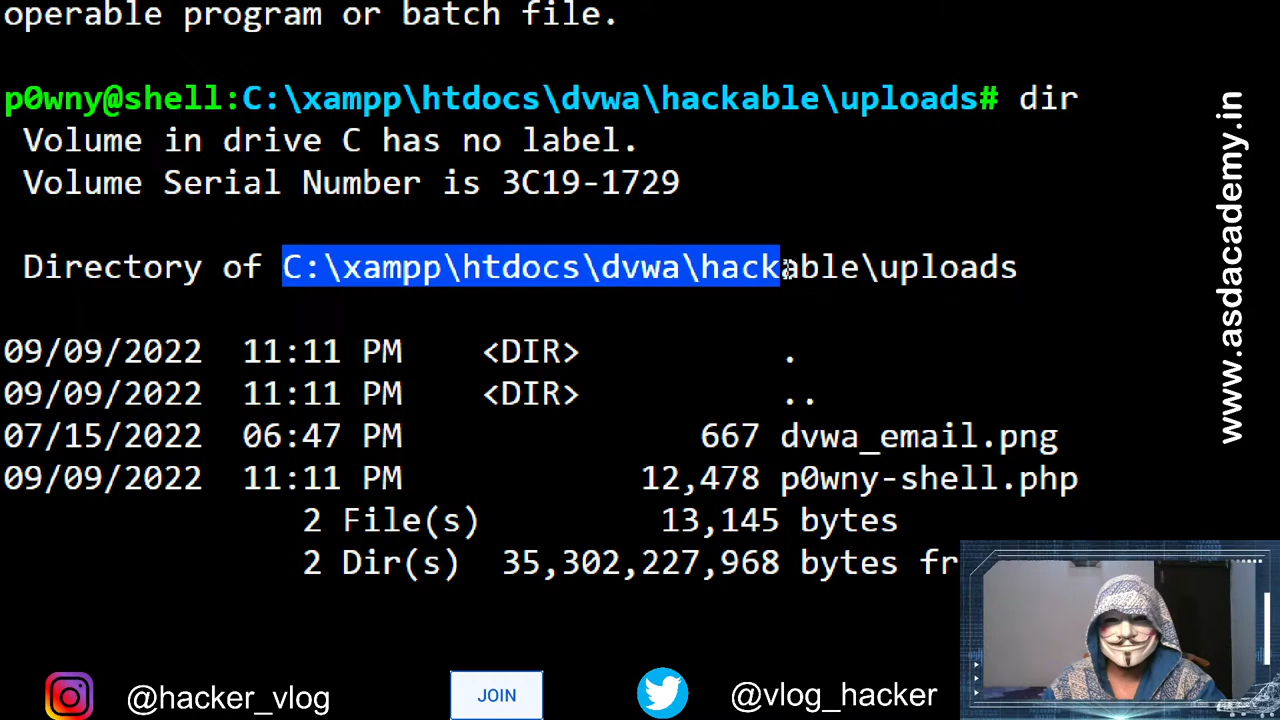 operable program or batch file.
p0wny@shell:C:\xampp\htdocs\dvwa\hackable\uploads# dir
Volume in drive C has no label.
Volume Serial Number is 3C19-1729
Directory of C:\xampp\htdocs\dvwa\hackable\uploads
09/09/2022 11:11 PM <DIR> .
09/09/2022 11:11 PM <DIR> ..
07/15/2022 06:47 PM 667 dvwa_email.png
09/09/2022 11:11 PM 12,478 p0wny-shell.php
2 File(s) 13,145 bytes
2 Dir(s) 35,302,227,968 bytes fr
www.asdacademy.in
@hacker_vlog
JOIN
@vlog_hacker